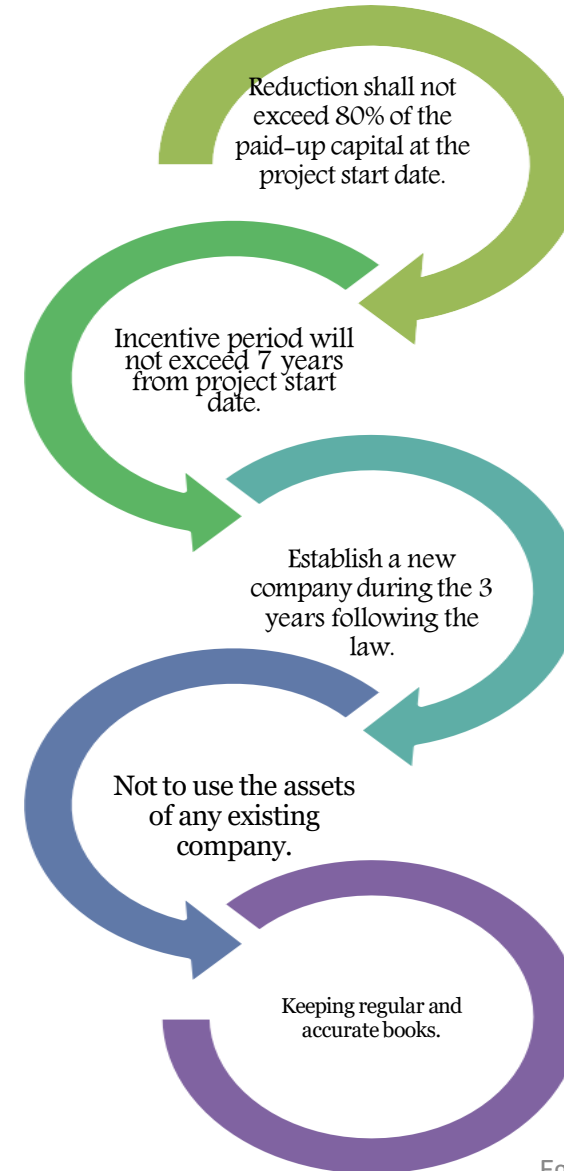 Reduction shall not
exceed 80% of the
paid-up capital at the
project start date.
Incentive period will
not exceed 7 years
from project start
date.
Establish a new
company during the 3
years following the
law.
Not to use the assets
of any existing
company.
Keeping regular and
accurate books.